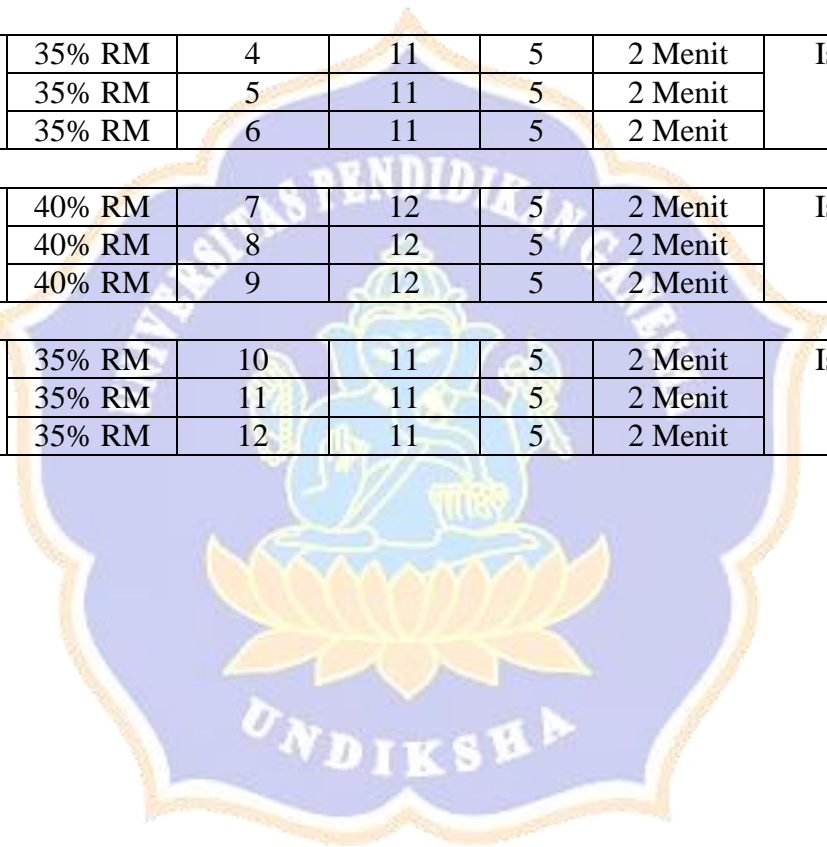 35% RM 4 11 5 2 Menit
35% RM 5 11 5 2 Menit
35% RM 6 11 5 2 Menit
40% RM 7 12 5 2 Menit
40% RM 8 12 5 2 Menit
40% RM 9 12 5 2 Menit
35% RM 10 11 5 2 Menit
35% RM 11 11 5 2 Menit
35% RM 12 11 5 2 Menit
UNIVERSITAS PENDIDIKAN GANESHA
UNDIKSHA